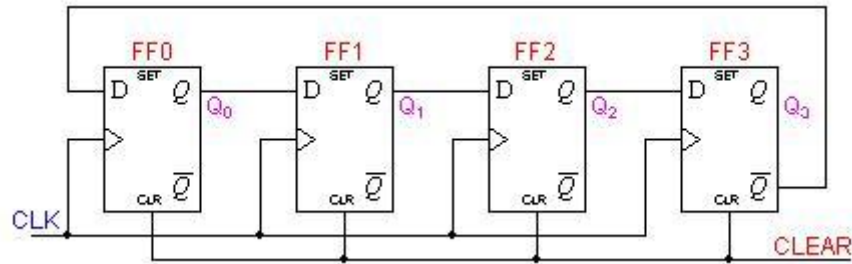 FF0 FF1 FF2 FF3
SET SET SET SET
D Q Q₀ D Q Q₁ D Q Q₂ D Q Q₃
Q̅ Q̅ Q̅ Q̅
CLR CLR CLR CLR
CLK
CLEAR